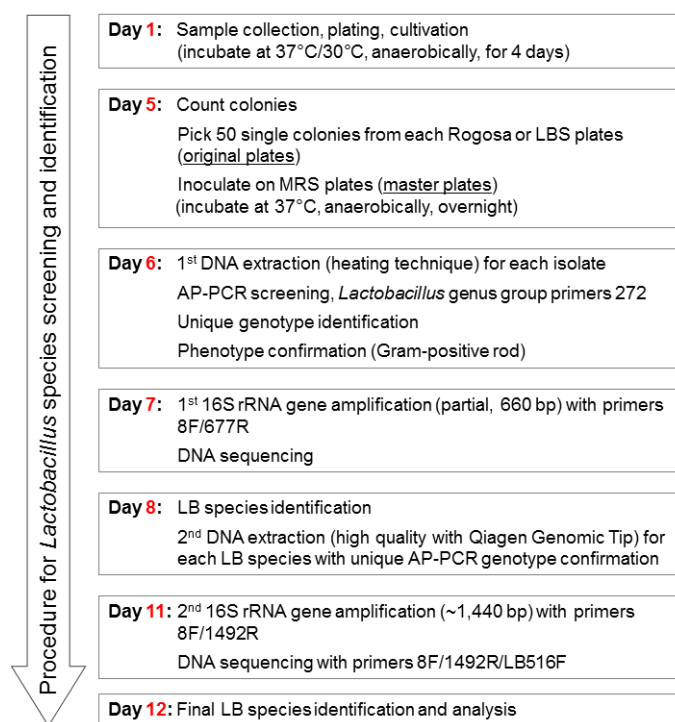 Procedure for Lactobacillus species screening and identification
Day 1: Sample collection, plating, cultivation
(incubate at 37°C/30°C, anaerobically, for 4 days)
Day 5: Count colonies
Pick 50 single colonies from each Rogosa or LBS plates
(original plates)
Inoculate on MRS plates (master plates)
(incubate at 37°C, anaerobically, overnight)
Day 6: 1st DNA extraction (heating technique) for each isolate
AP-PCR screening, Lactobacillus genus group primers 272
Unique genotype identification
Phenotype confirmation (Gram-positive rod)
Day 7: 1st 16S rRNA gene amplification (partial, 660 bp) with primers
8F/677R
DNA sequencing
Day 8: LB species identification
2nd DNA extraction (high quality with Qiagen Genomic Tip) for
each LB species with unique AP-PCR genotype confirmation
Day 11: 2nd 16S rRNA gene amplification (~1,440 bp) with primers
8F/1492R
DNA sequencing with primers 8F/1492R/LB516F
Day 12: Final LB species identification and analysis